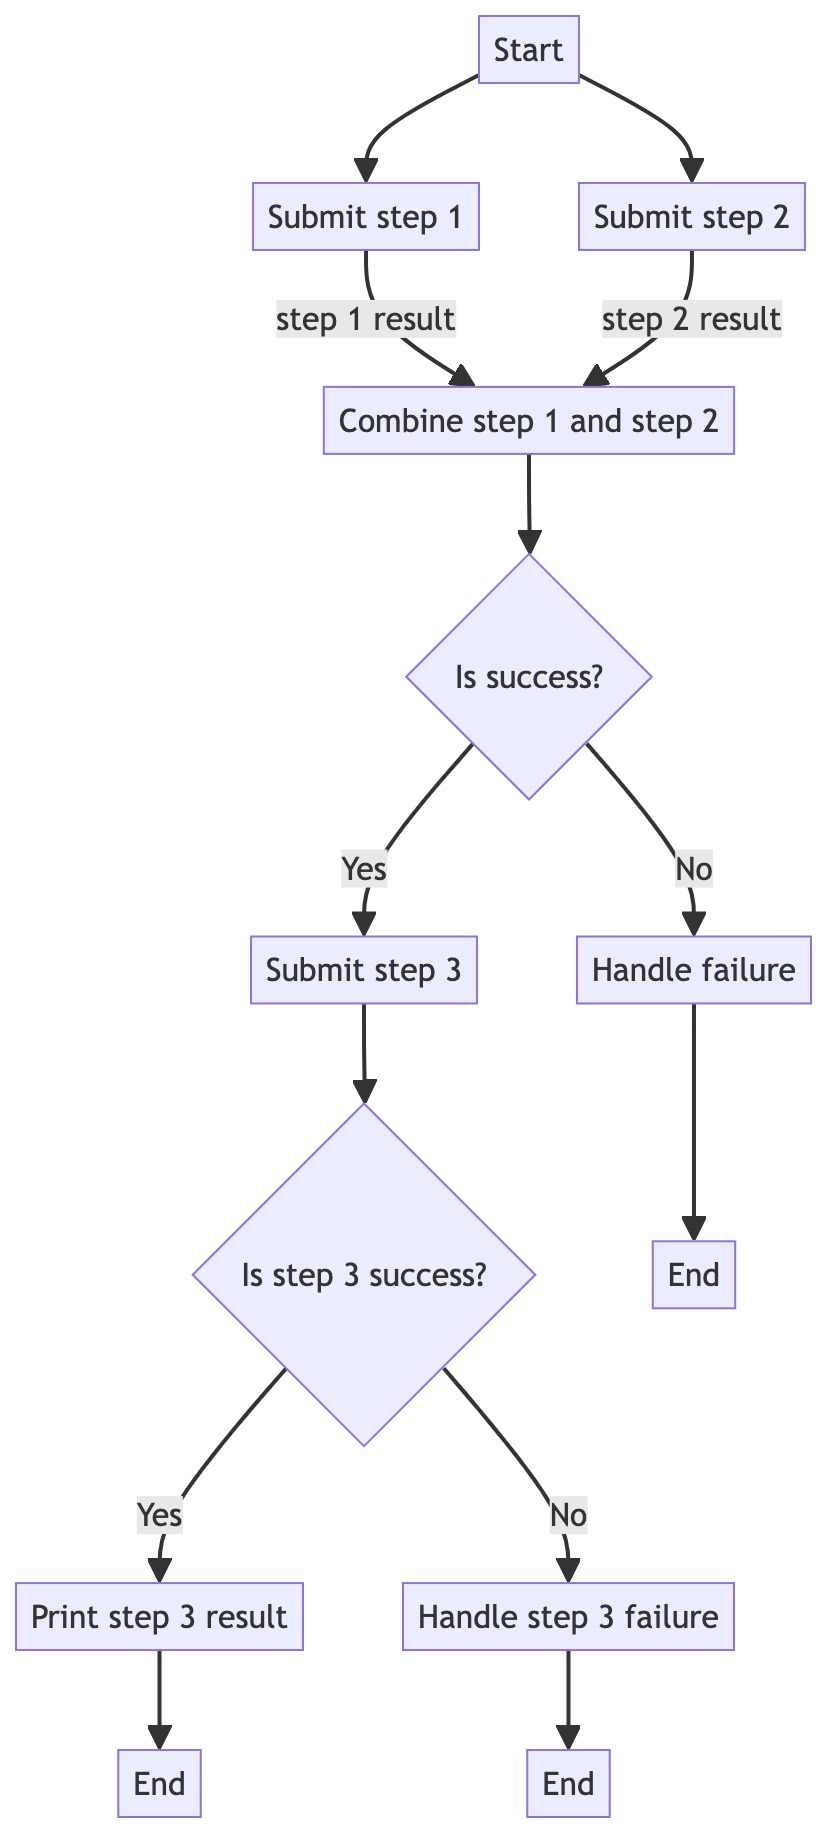 Start
Submit step 1
Submit step 2
step 1 result
step 2 result
Combine step 1 and step 2
Is success?
Yes
No
Submit step 3
Handle failure
Is step 3 success?
End
Yes
No
Print step 3 result
Handle step 3 failure
End
End